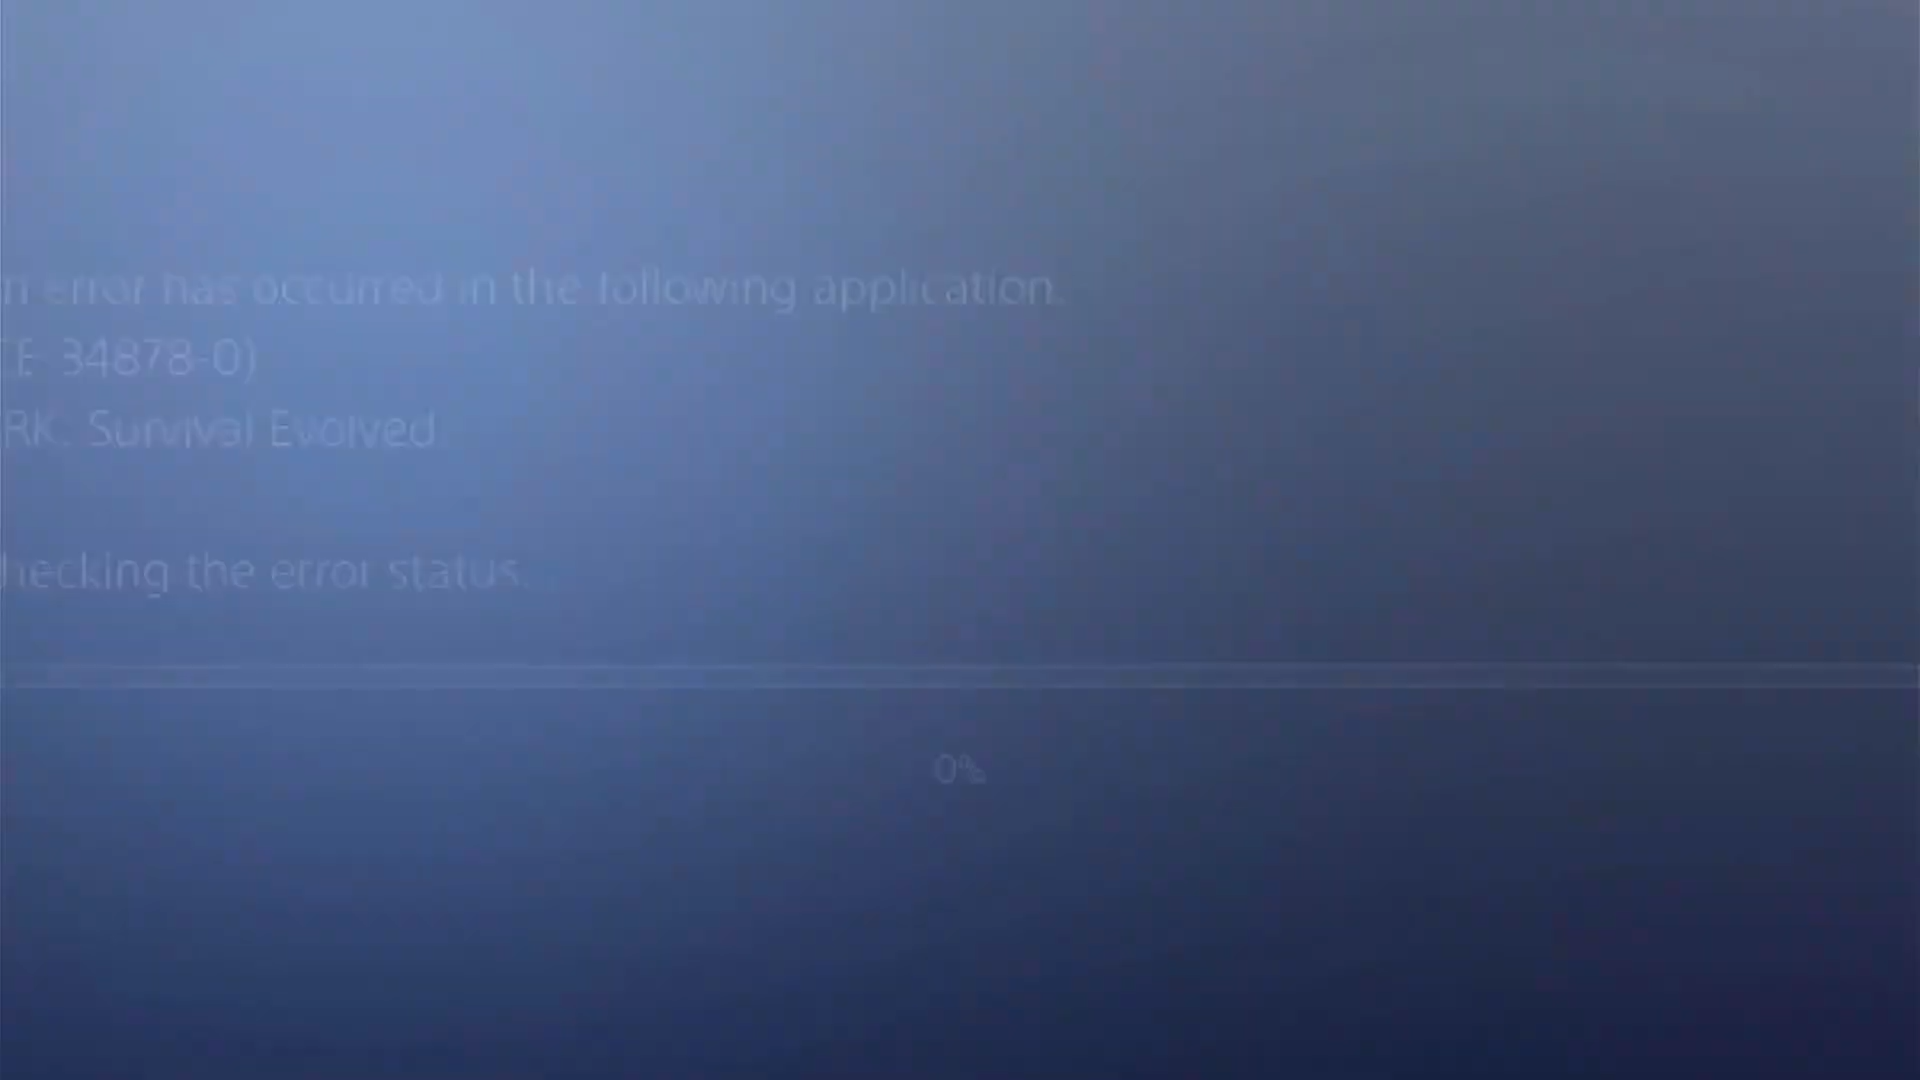 n error has occurred in the following application.
CE-34878-0)
RK: Survival Evolved
hecking the error status.
0%